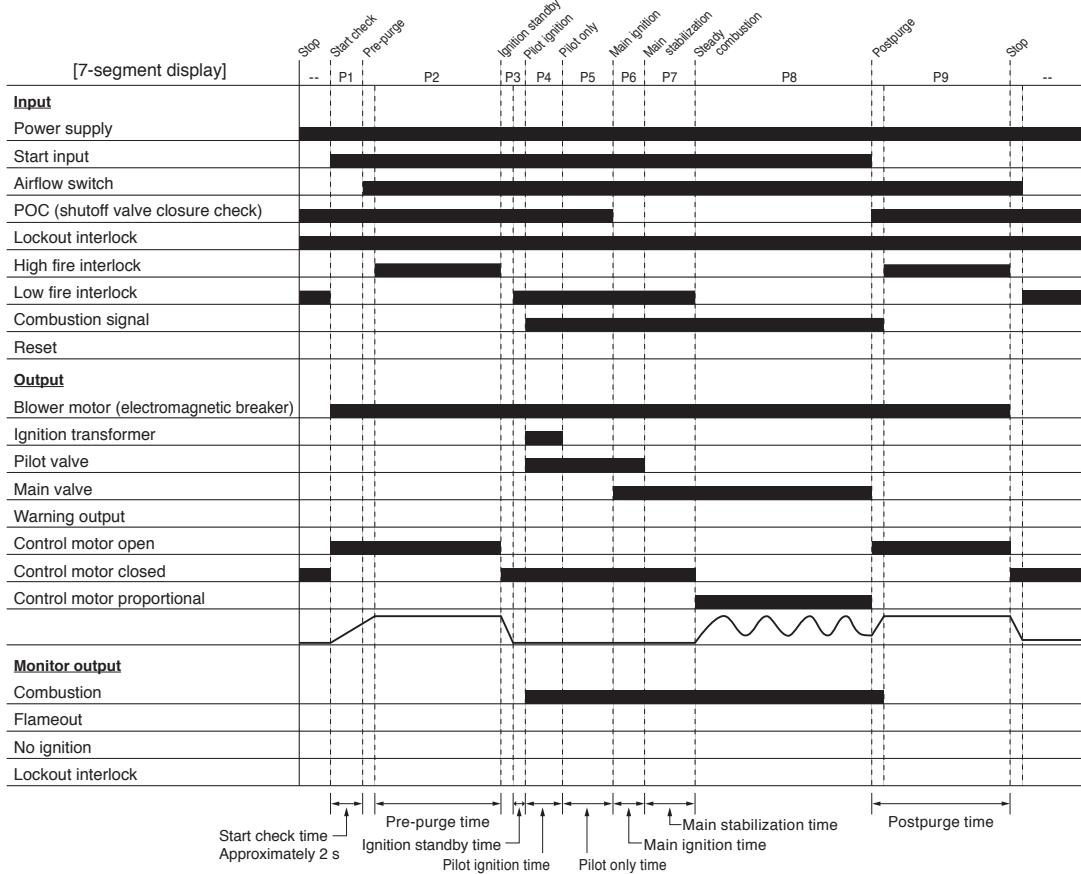 Stop
Start check
Pre-purge
Ignition standby
Pilot ignition
Pilot only
Main ignition
Main
stabilization
Steady
combustion
Postpurge
Stop
[7-segment display] -- P1 P2 P3 P4 P5 P6 P7 P8 P9 --
Input
Power supply
Start input
Airflow switch
POC (shutoff valve closure check)
Lockout interlock
High fire interlock
Low fire interlock
Combustion signal
Reset
Output
Blower motor (electromagnetic breaker)
Ignition transformer
Pilot valve
Main valve
Warning output
Control motor open
Control motor closed
Control motor proportional
Monitor output
Combustion
Flameout
No ignition
Lockout interlock
Start check time
Approximately 2 s
Pre-purge time
Ignition standby time
Pilot ignition time
Pilot only time
Main ignition time
Main stabilization time
Postpurge time